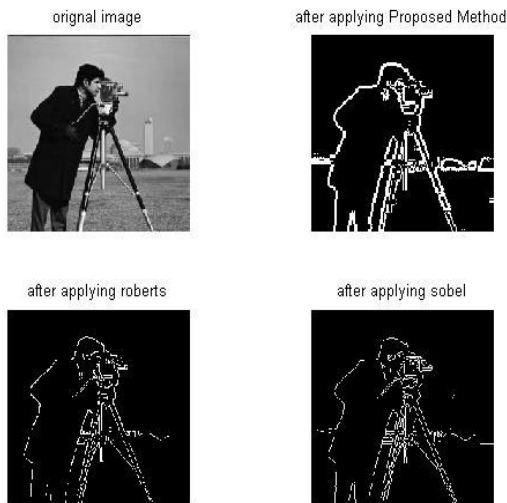 orignal image
after applying Proposed Method
after applying roberts
after applying sobel